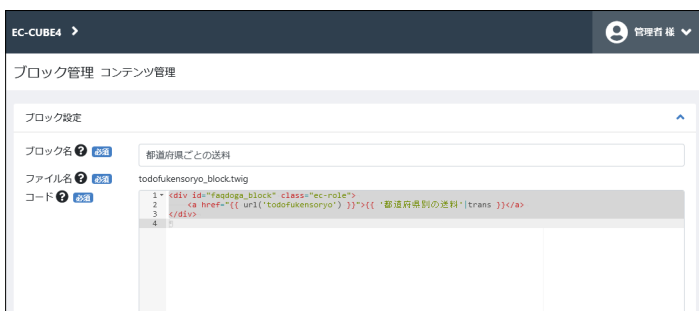 EC-CUBE4
管理者 様
ブロック管理 コンテンツ管理
ブロック設定
ブロック名 必須
都道府県ごとの送料
ファイル名 必須
todofukensoryo_block.twig
コード 必須
1 <div id="faqdoga_block" class="ec-role">
2 <a href="{{ url('todofukensoryo') }}">{{ '都道府県別の送料'|trans }}</a>
3 </div>
4